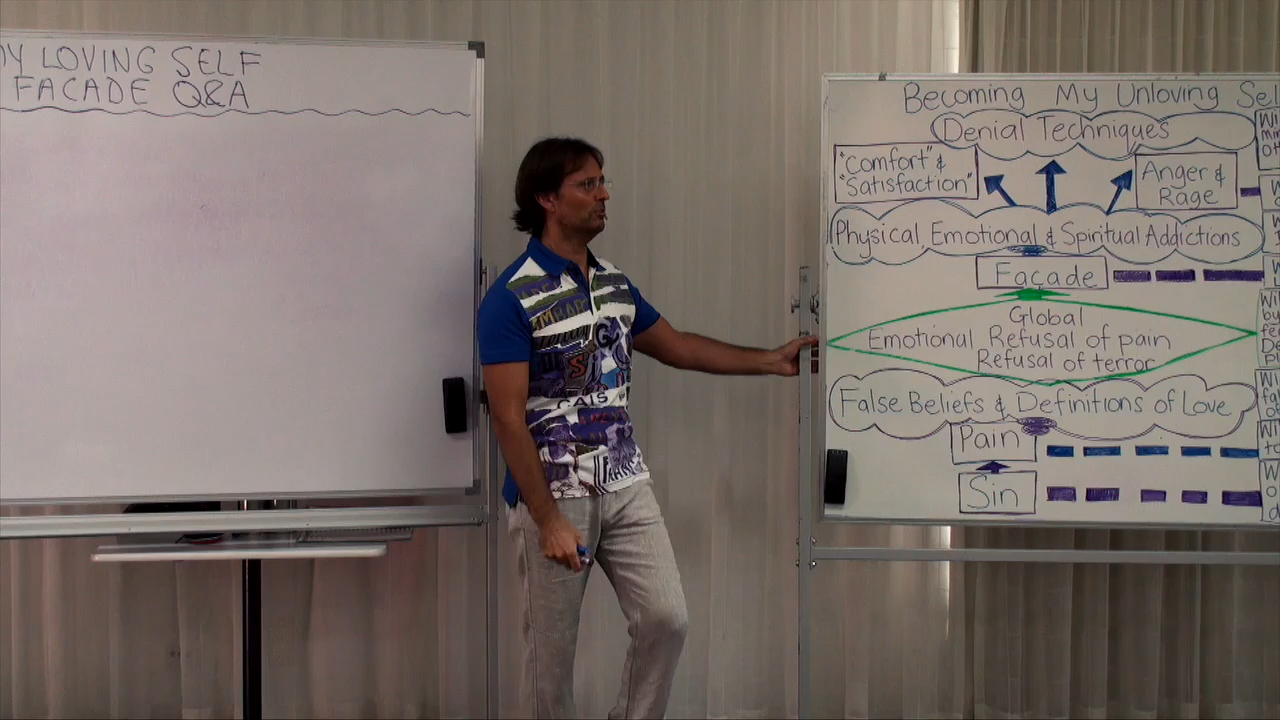 LOVING SELF
FACADE Q&A
Becoming My Unloving Sel
Denial Techniques
"Comfort" &
"Satisfaction"
Anger &
Rage
Physical, Emotional & Spiritual Addictions
Façade
Global
Emotional Refusal of pain
Refusal of terror
False Beliefs & Definitions of Love
Pain
Sin
CAIS